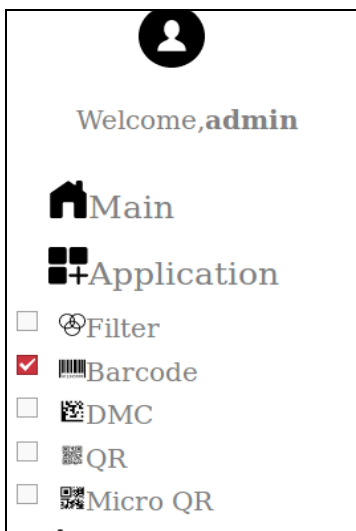 Welcome,admin
Main
Application
Filter
Barcode
DMC
QR
Micro QR